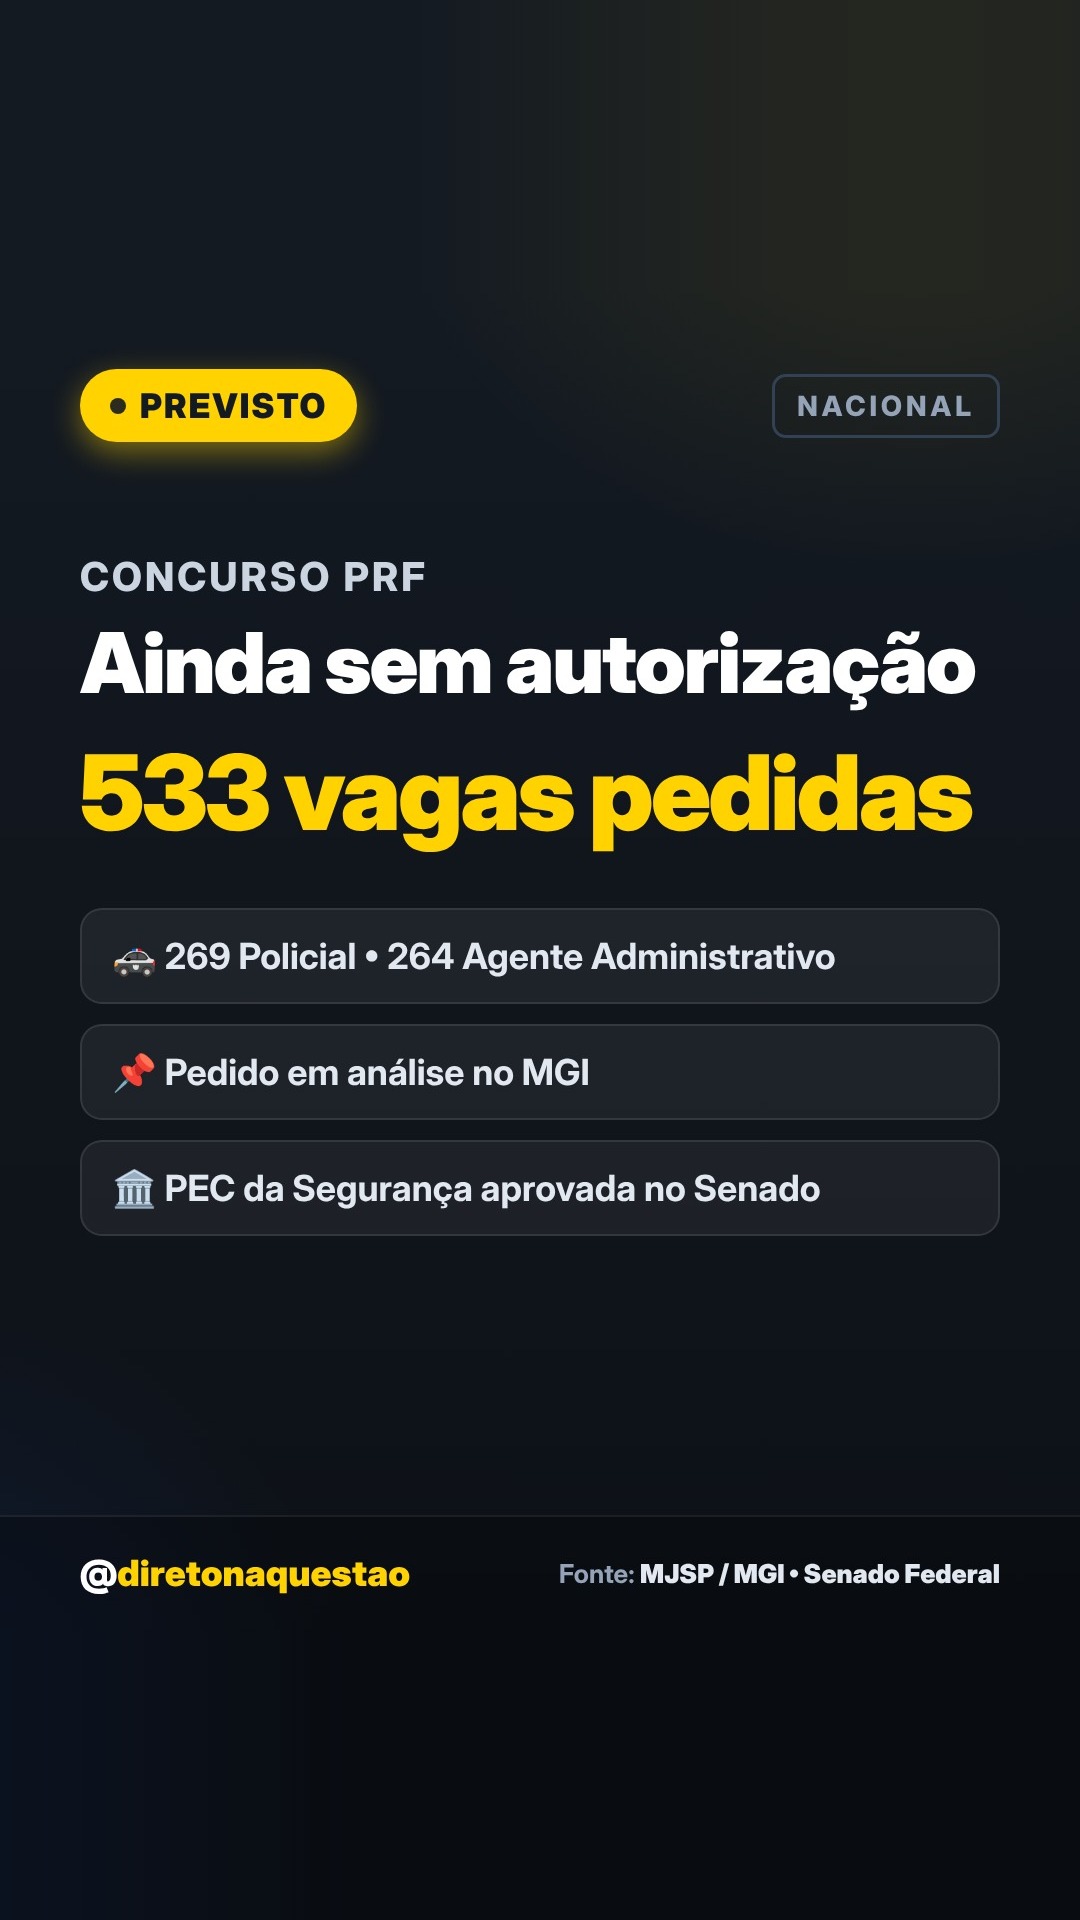 PREVISTO
NACIONAL
CONCURSO PRF
Ainda sem autorização
533 vagas pedidas
🚓 269 Policial • 264 Agente Administrativo
📌 Pedido em análise no MGI
🏛️ PEC da Segurança aprovada no Senado
@diretonaquestao
Fonte: MJSP / MGI • Senado Federal